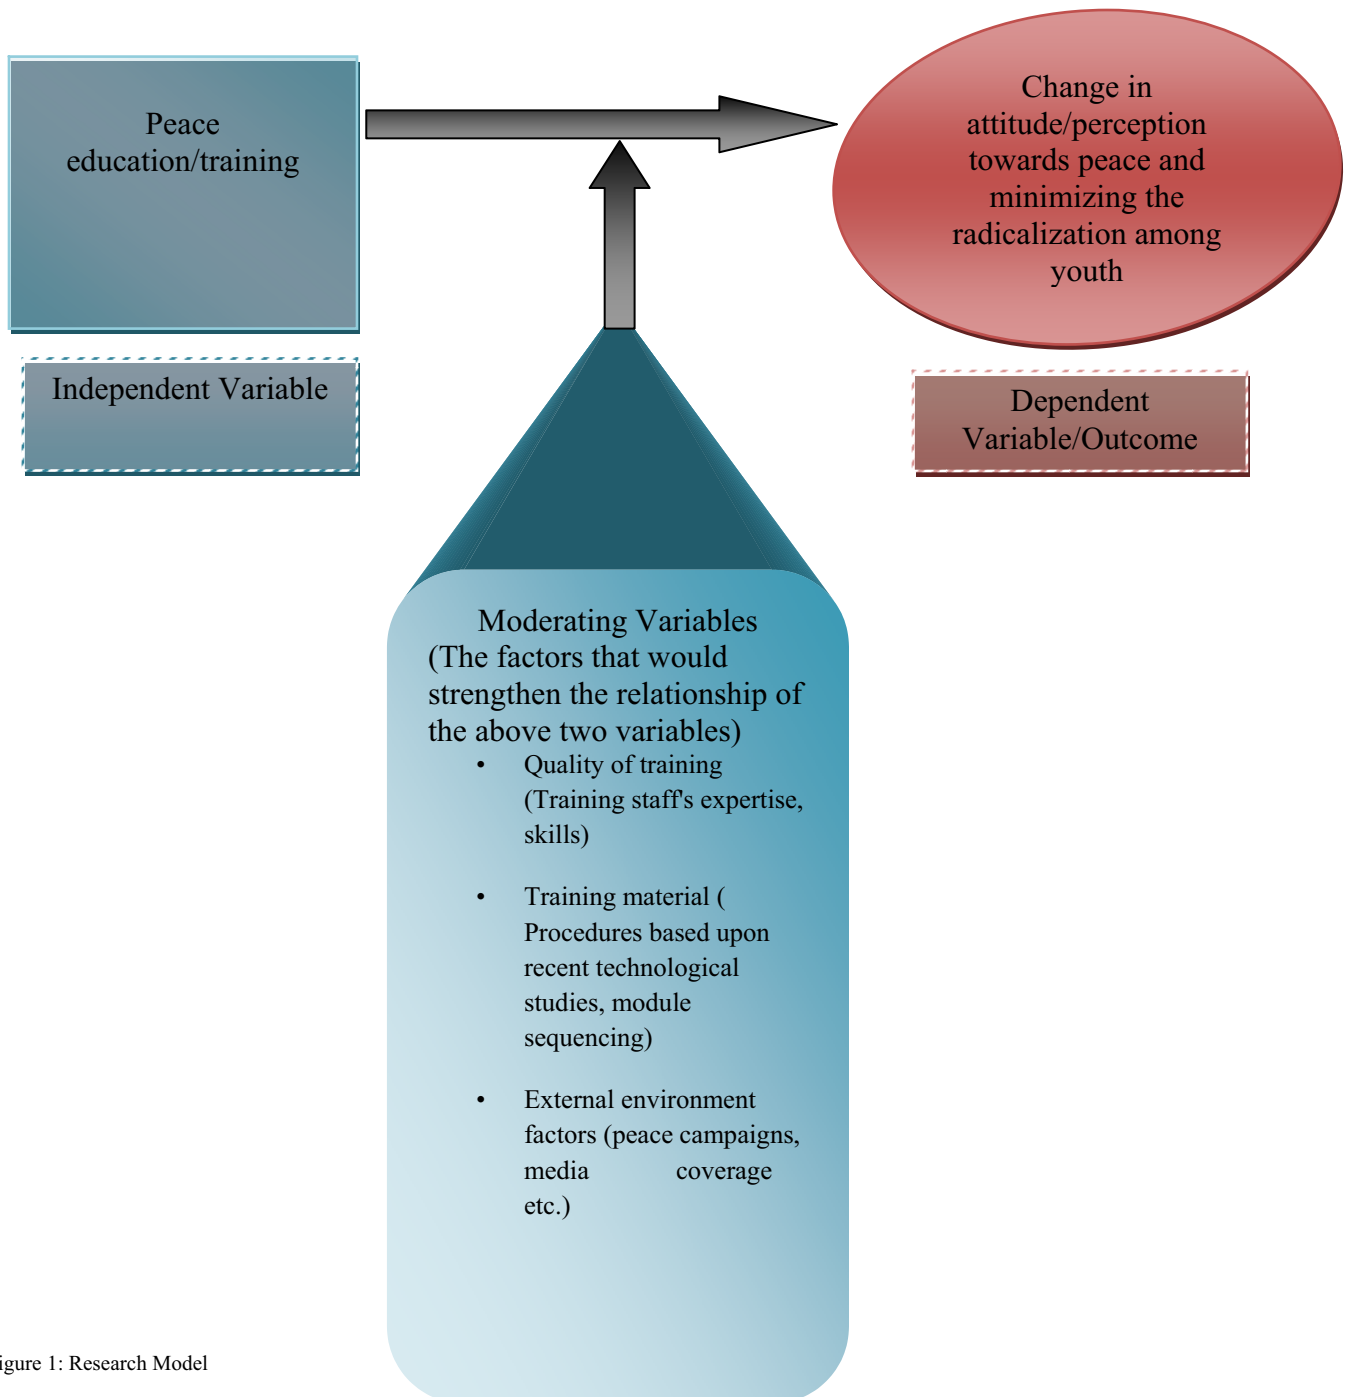 Peace
education/training
Change in
attitude/perception
towards peace and
minimizing the
radicalization among
youth
Independent Variable
Dependent
Variable/Outcome
Moderating Variables
(The factors that would
strengthen the relationship of
the above two variables)
• Quality of training
(Training staff's expertise,
skills)
• Training material (
Procedures based upon
recent technological
studies, module
sequencing)
• External environment
factors (peace campaigns,
media coverage
etc.)
igure 1: Research Model